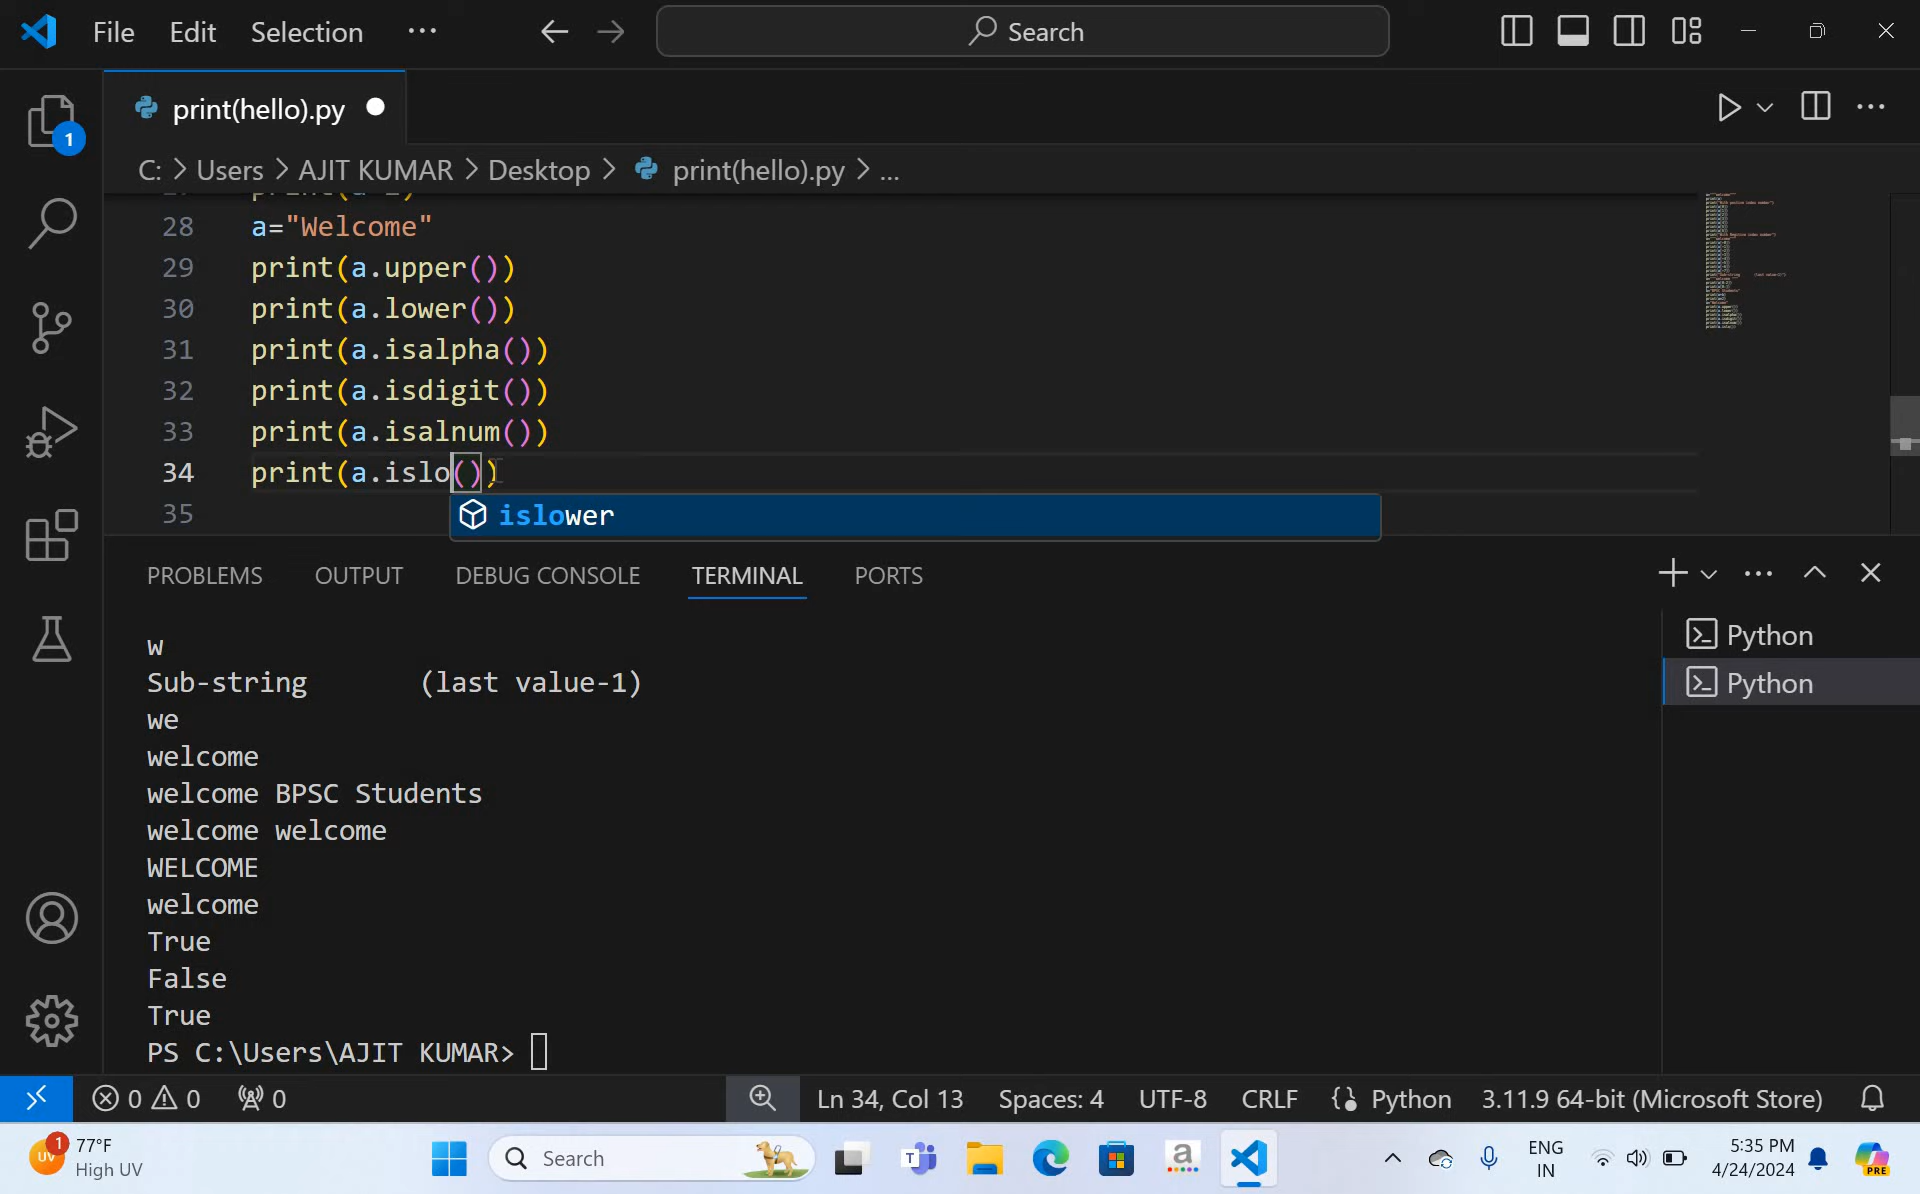 File Edit Selection ... Search
print(hello).py
1
C: > Users > AJIT KUMAR > Desktop > print(hello).py > ...
28 a="Welcome"
29 print(a.upper())
30 print(a.lower())
31 print(a.isalpha())
32 print(a.isdigit())
33 print(a.isalnum())
34 print(a.islo())
islower
35
PROBLEMS OUTPUT DEBUG CONSOLE TERMINAL PORTS
w
Sub-string (last value-1)
we
welcome
welcome BPSC Students
welcome welcome
WELCOME
welcome
True
False
True
PS C:\Users\AJIT KUMAR>
Python
Python
0 0 0 Ln 34, Col 13 Spaces: 4 UTF-8 CRLF Python 3.11.9 64-bit (Microsoft Store)
UV 1 77°F
High UV
Search
ENG
IN
5:35 PM
4/24/2024
PRE